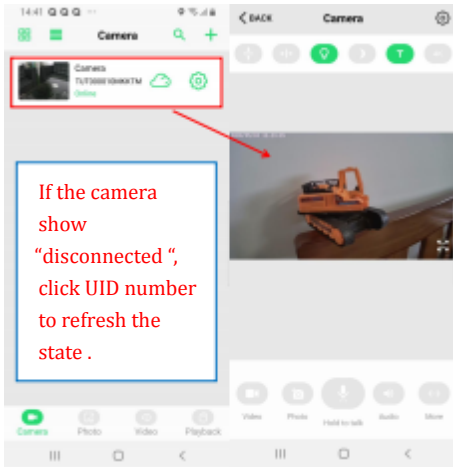 14:41
Camera
Camera
Online
If the camera
show
“disconnected “,
click UID number
to refresh the
state .
Camera
Photo
Video
Playback
BACK
Camera
T
Video
Photo
Hold to talk
Audio
More